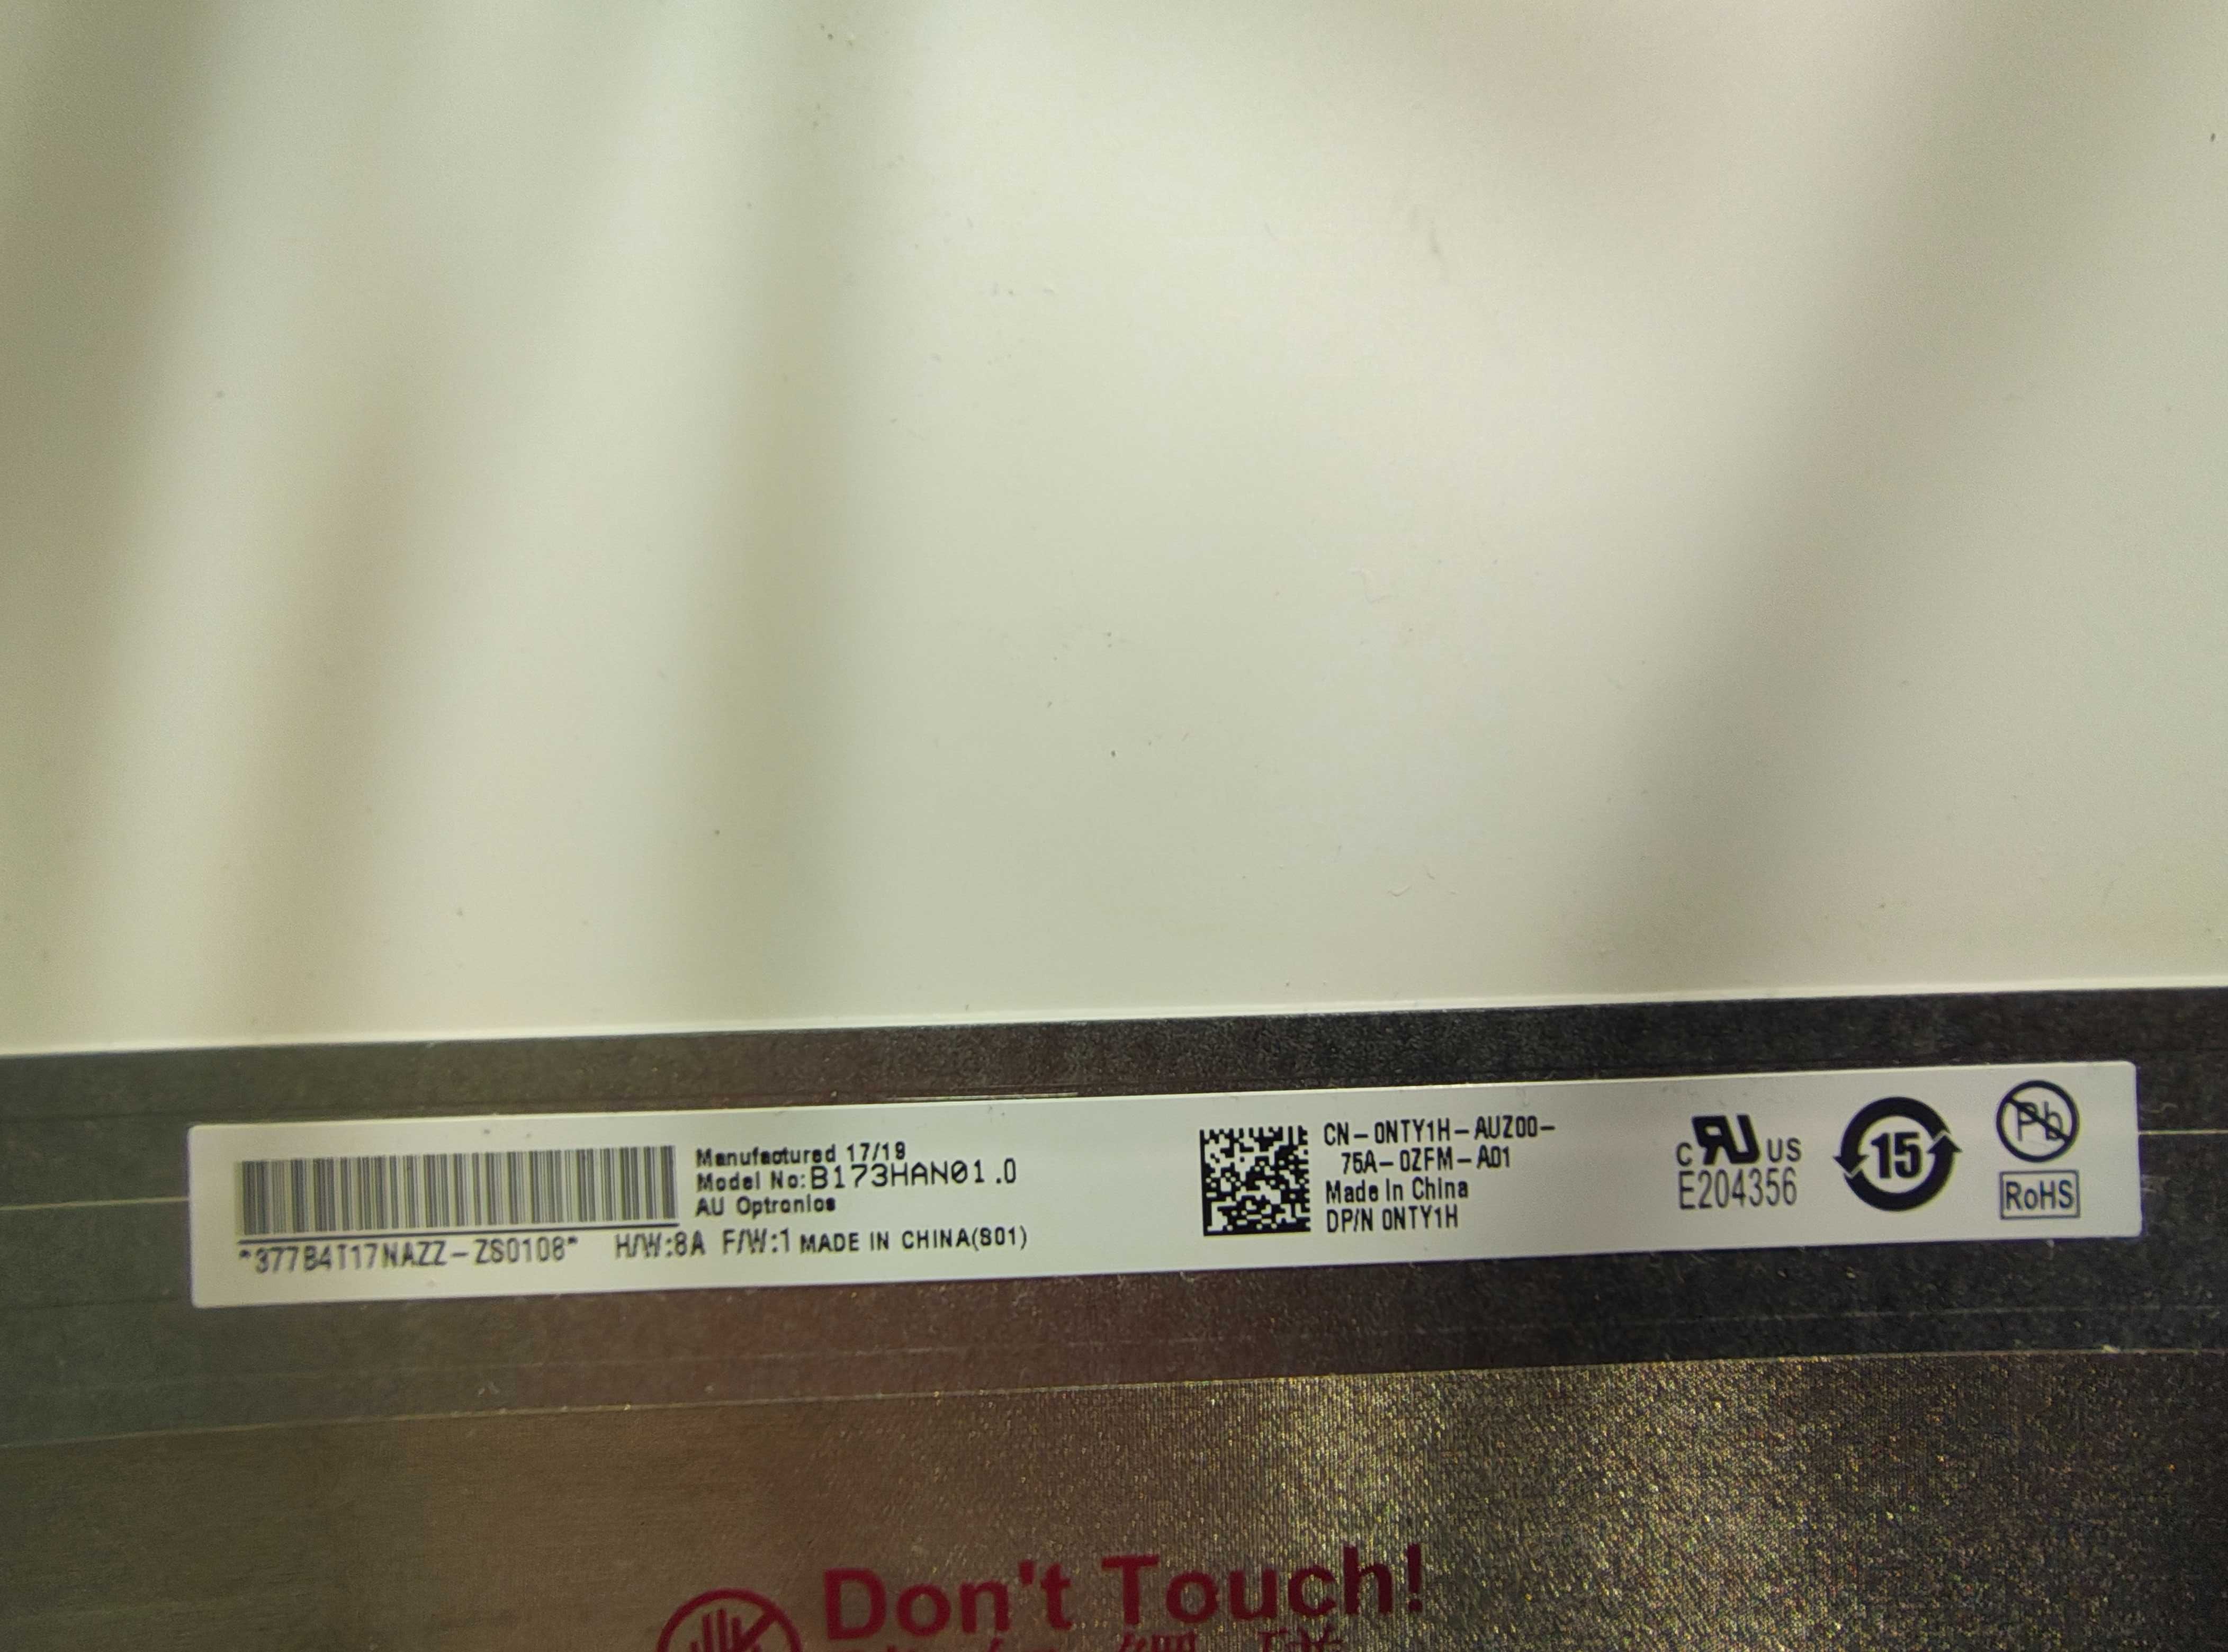 Manufactured 17/19
Model No:B173HAN01.0
AU Optronics
*377B4T17NAZZ-ZS0108* H/W:8A F/W:1 MADE IN CHINA(S01)
CN-0NTY1H-AUZ00-
75A-0ZFM-A01
Made In China
DP/N 0NTY1H
c RU US
E204356
15
Pb
RoHS
Don't Touch!